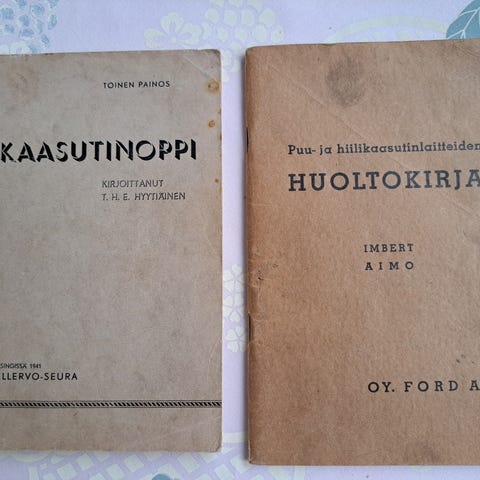 TOINEN PAINOS
KAASUTINOPPI
KIRJOITTANUT
T. H. E. HYYTIÄINEN
SINGISSÄ 1941
LLERVO-SEURA
Puu- ja hiilikaasutinlaitteiden
HUOLTOKIRJA
IMBERT
AIMO
OY. FORD A